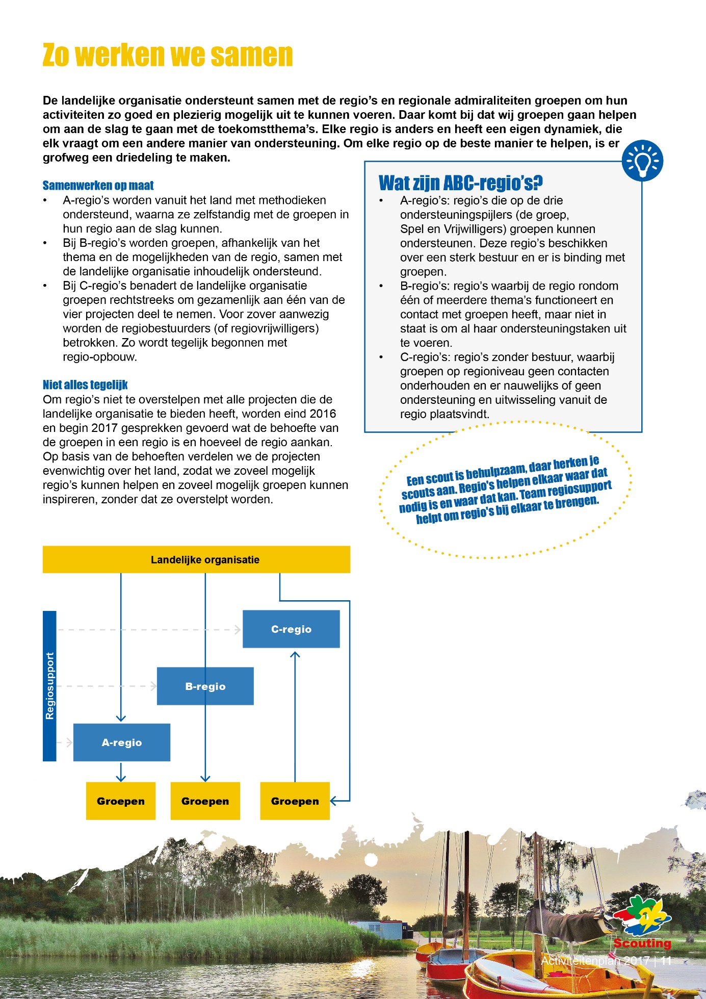 Zo werken we samen
De landelijke organisatie ondersteunt samen met de regio’s en regionale admiraliteiten groepen om hun
activiteiten zo goed en plezierig mogelijk uit te kunnen voeren. Daar komt bij dat wij groepen gaan helpen
om aan de slag te gaan met de toekomstthema’s. Elke regio is anders en heeft een eigen dynamiek, die
elk vraagt om een andere manier van ondersteuning. Om elke regio op de beste manier te helpen, is er
grofweg een driedeling te maken.
Samenwerken op maat
• A-regio’s worden vanuit het land met methodieken
ondersteund, waarna ze zelfstandig met de groepen in
hun regio aan de slag kunnen.
• Bij B-regio’s worden groepen, afhankelijk van het
thema en de mogelijkheden van de regio, samen met
de landelijke organisatie inhoudelijk ondersteund.
• Bij C-regio’s benadert de landelijke organisatie
groepen rechtstreeks om gezamenlijk aan één van de
vier projecten deel te nemen. Voor zover aanwezig
worden de regiobestuurders (of regiovrijwilligers)
betrokken. Zo wordt tegelijk begonnen met
regio-opbouw.
Niet alles tegelijk
Om regio’s niet te overstelpen met alle projecten die de
landelijke organisatie te bieden heeft, worden eind 2016
en begin 2017 gesprekken gevoerd wat de behoefte van
de groepen in een regio is en hoeveel de regio aankan.
Op basis van de behoeften verdelen we de projecten
evenwichtig over het land, zodat we zoveel mogelijk
regio’s kunnen helpen en zoveel mogelijk groepen kunnen
inspireren, zonder dat ze overstelpt worden.
Wat zijn ABC-regio’s?
• A-regio’s: regio’s die op de drie
ondersteuningspijlers (de groep,
Spel en Vrijwilligers) groepen kunnen
ondersteunen. Deze regio’s beschikken
over een sterk bestuur en er is binding met
groepen.
• B-regio’s: regio’s waarbij de regio rondom
één of meerdere thema’s functioneert en
contact met groepen heeft, maar niet in
staat is om al haar ondersteuningstaken uit
te voeren.
• C-regio’s: regio’s zonder bestuur, waarbij
groepen op regioniveau geen contacten
onderhouden en er nauwelijks of geen
ondersteuning en uitwisseling vanuit de
regio plaatsvindt.
Een scout is behulpzaam, daar herken je
scouts aan. Regio's helpen elkaar waar dat
nodig is en waar dat kan. Team regiosupport
helpt om regio's bij elkaar te brengen.
Landelijke organisatie
Regiosupport
C-regio
B-regio
A-regio
Groepen
Groepen
Groepen
Scouting
Activiteitenplan 2017 | 11